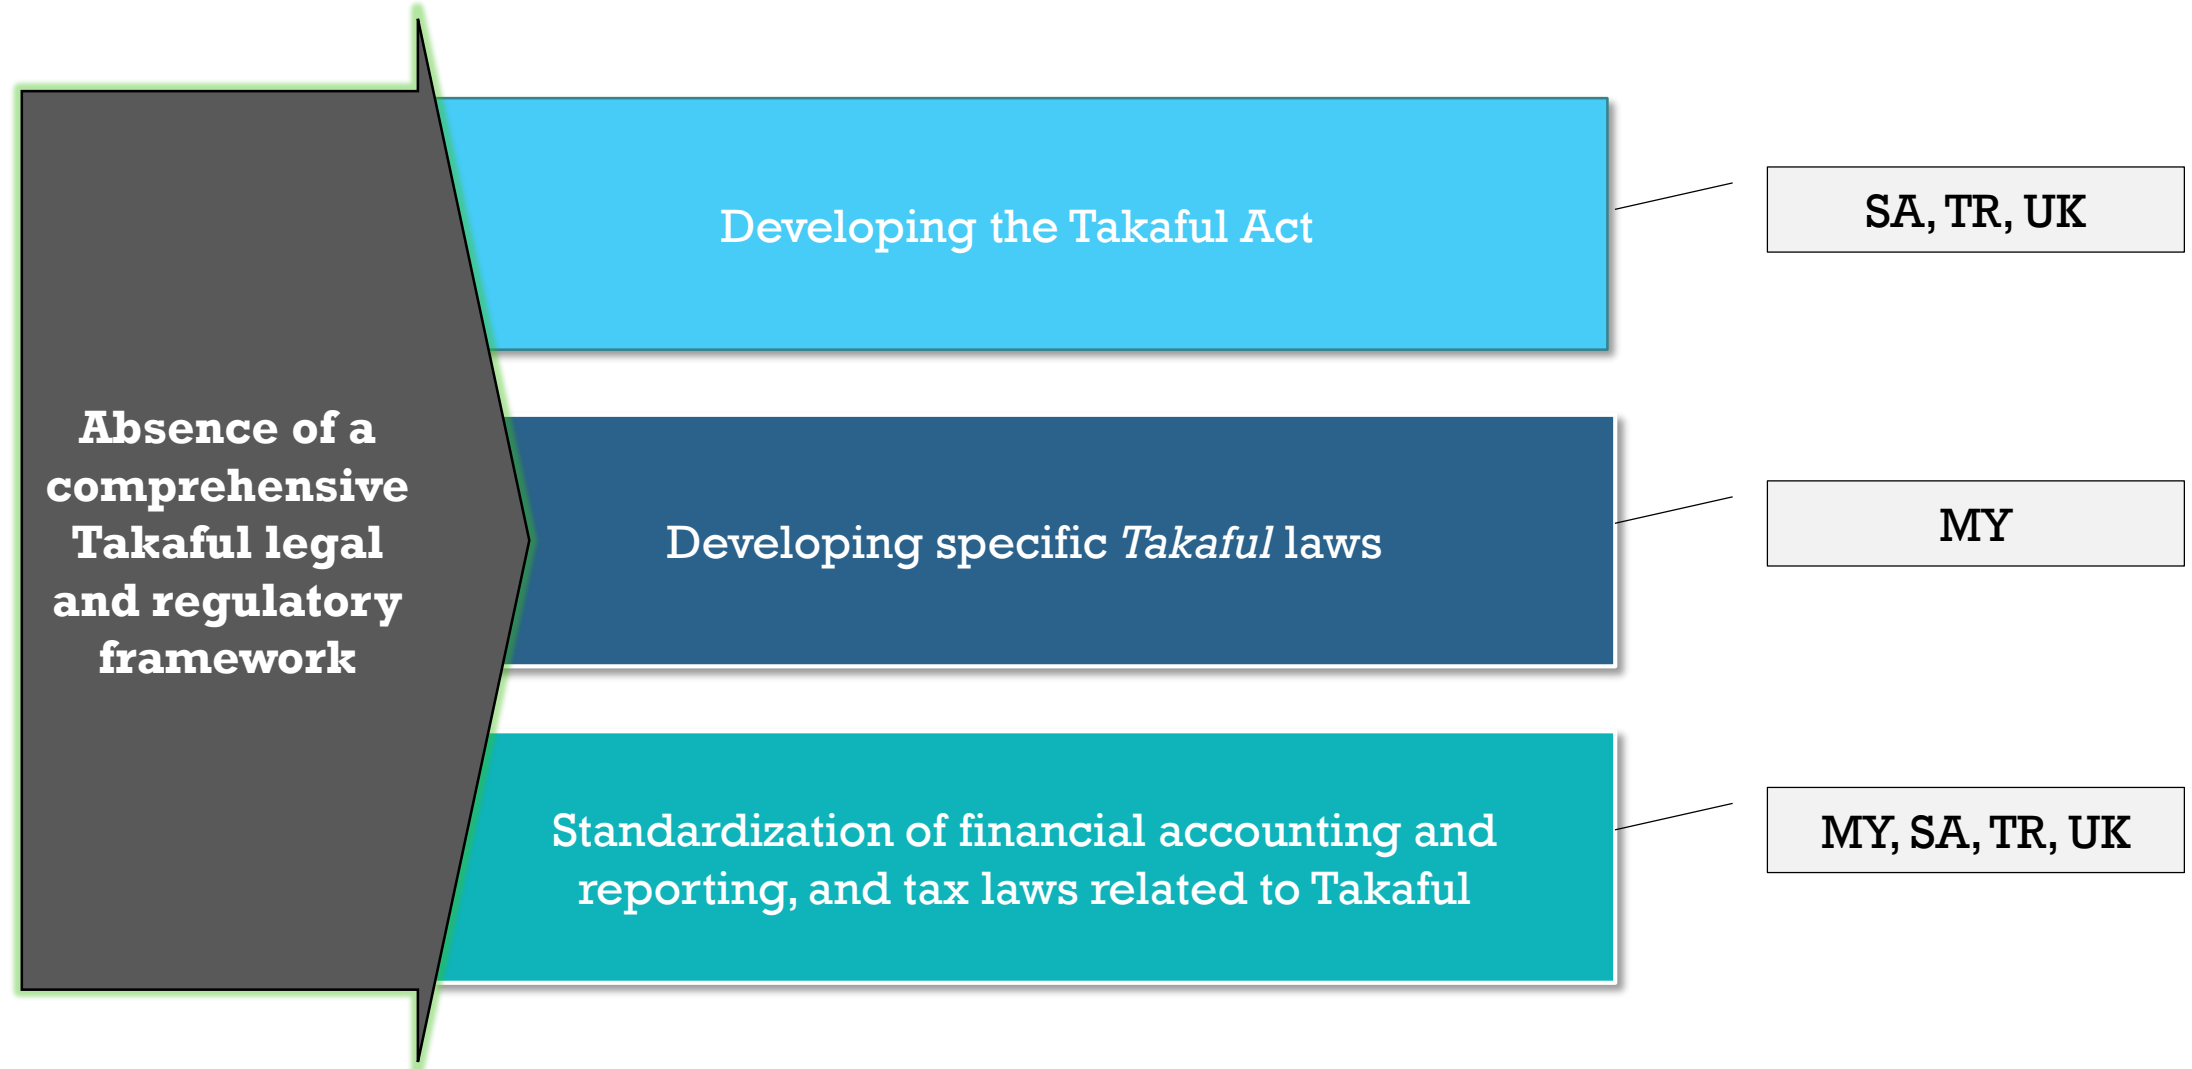 Absence of a
comprehensive
Takaful legal
and regulatory
framework
Developing the Takaful Act
SA, TR, UK
Developing specific Takaful laws
MY
Standardization of financial accounting and
reporting, and tax laws related to Takaful
MY, SA, TR, UK